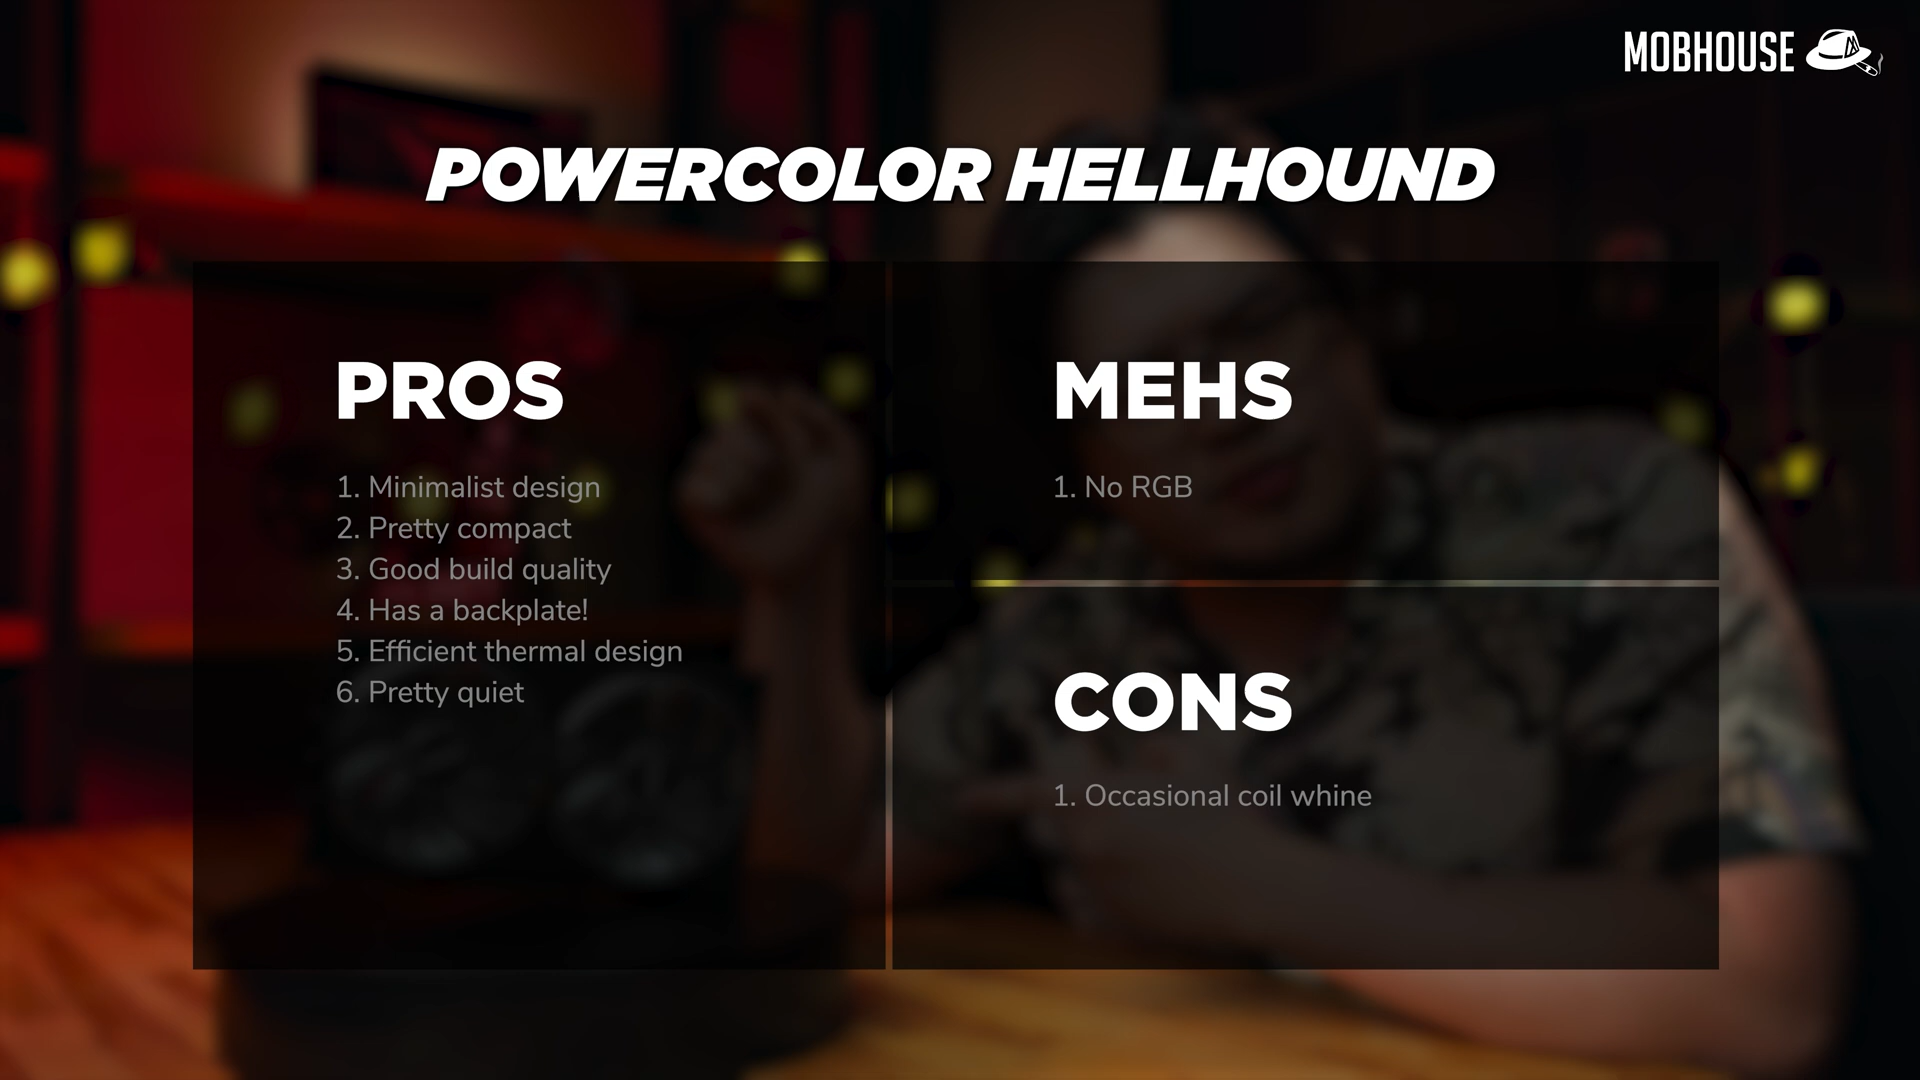 MOBHOUSE
POWERCOLOR HELLHOUND
PROS
1. Minimalist design
2. Pretty compact
3. Good build quality
4. Has a backplate!
5. Efficient thermal design
6. Pretty quiet
MEHS
1. No RGB
CONS
1. Occasional coil whine